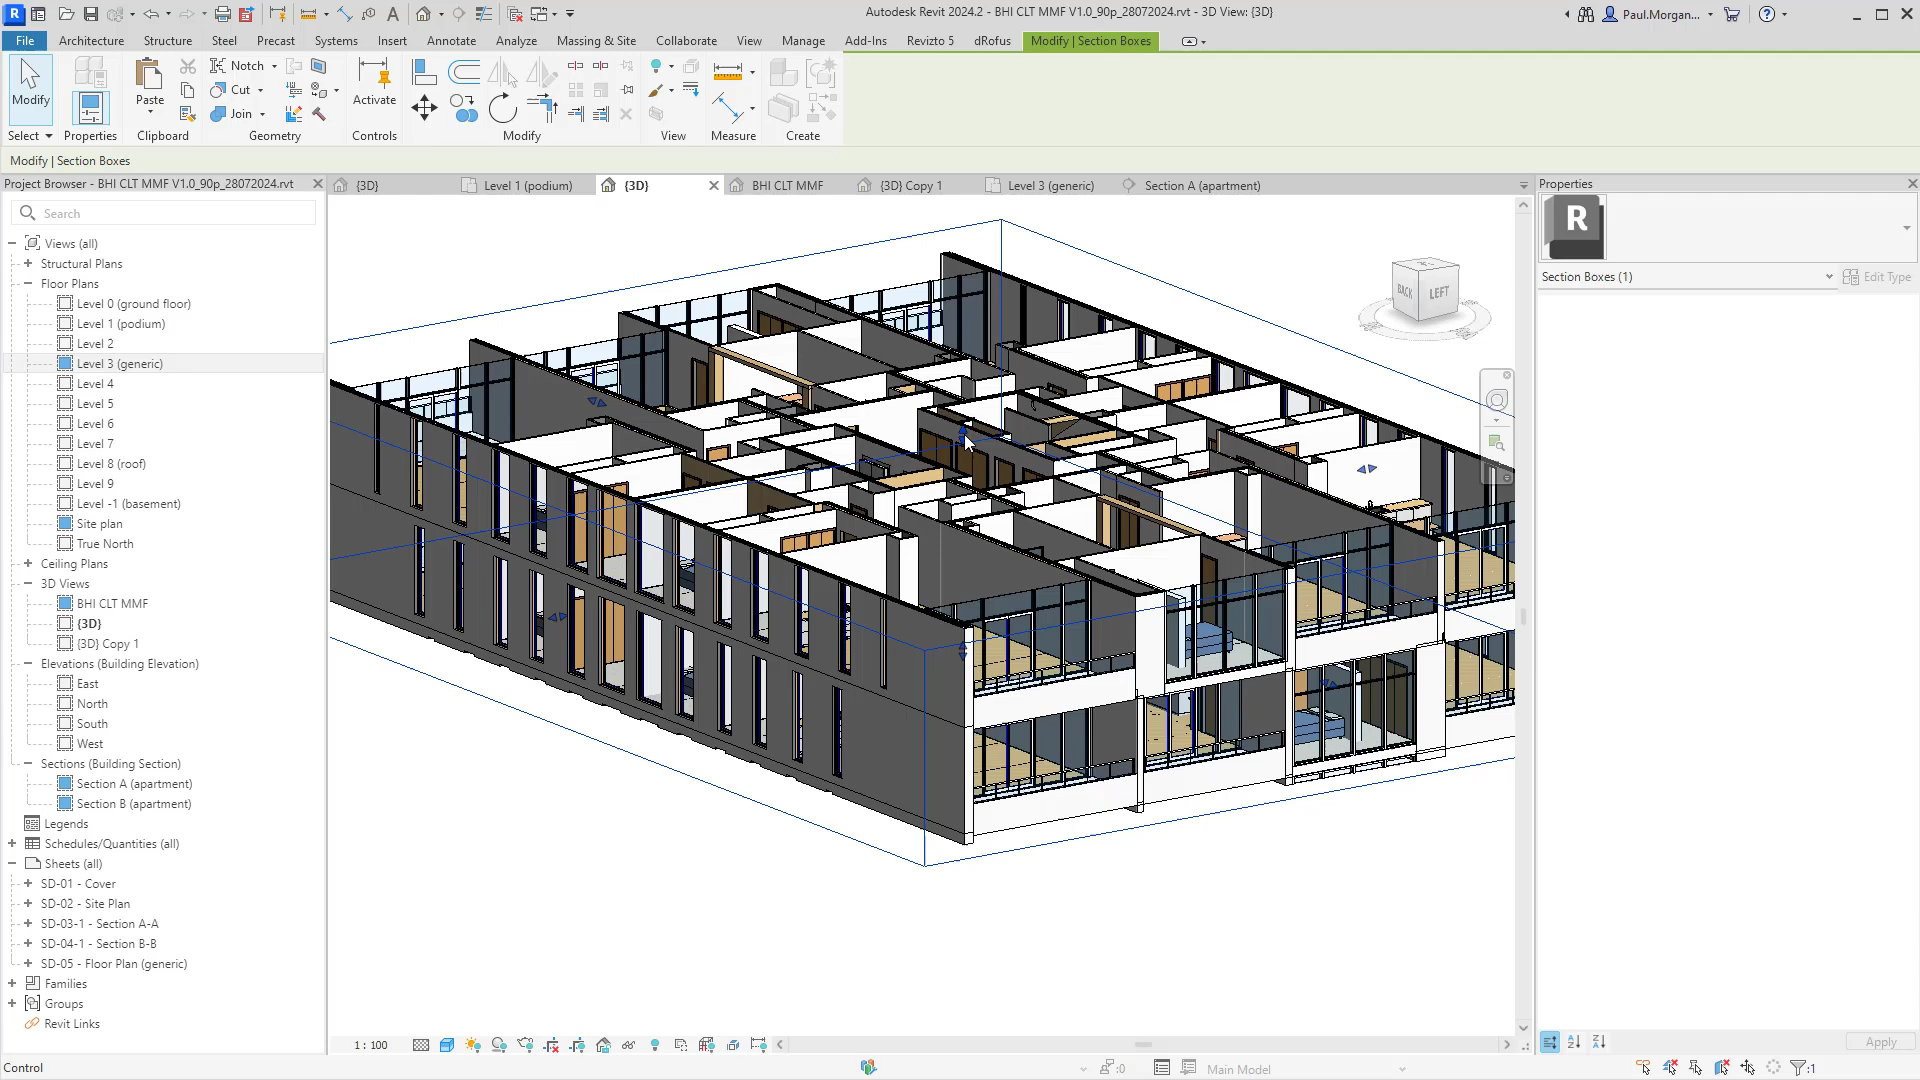 Autodesk Revit 2024.2 - BHI CLT MMF V1.0_90p_28072024.rvt - 3D View: {3D}
Paul.Morgan...
File Architecture Structure Steel Precast Systems Insert Annotate Analyze Massing & Site Collaborate View Manage Add-Ins Revizto 5 dRofus Modify | Section Boxes
Modify
Paste
Notch
Cut
Join
Activate
Select Properties Clipboard Geometry Controls Modify View Measure Create
Modify | Section Boxes
Project Browser - BHI CLT MMF V1.0_90p_28072024.rvt
{3D} Level 1 (podium) {3D} BHI CLT MMF {3D} Copy 1 Level 3 (generic) Section A (apartment)
Search
Views (all)
Structural Plans
Floor Plans
Level 0 (ground floor)
Level 1 (podium)
Level 2
Level 3 (generic)
Level 4
Level 5
Level 6
Level 7
Level 8 (roof)
Level 9
Level -1 (basement)
Site plan
True North
Ceiling Plans
3D Views
BHI CLT MMF
{3D}
{3D} Copy 1
Elevations (Building Elevation)
East
North
South
West
Sections (Building Section)
Section A (apartment)
Section B (apartment)
Legends
Schedules/Quantities (all)
Sheets (all)
SD-01 - Cover
SD-02 - Site Plan
SD-03-1 - Section A-A
SD-04-1 - Section B-B
SD-05 - Floor Plan (generic)
Families
Groups
Revit Links
BACK LEFT
Properties
R
Section Boxes (1)
Edit Type
1 : 100
Apply
Control
:0
Main Model
:1